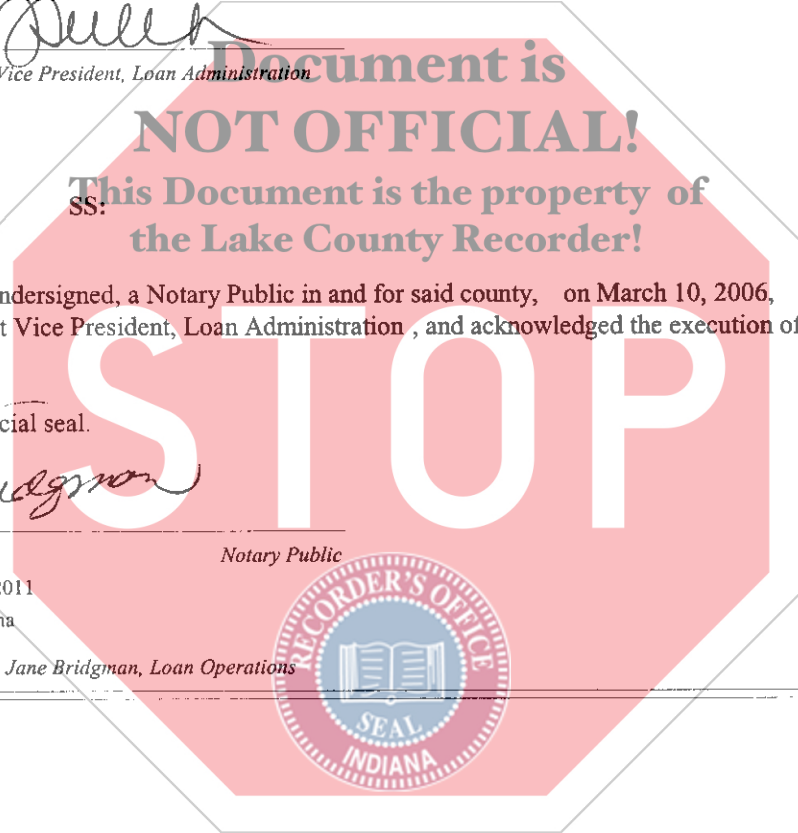 Document is
Vice President, Loan Administration
NOT OFFICIAL!
This Document is the property of
SS:
the Lake County Recorder!
ndersigned, a Notary Public in and for said county, on March 10, 2006,
t Vice President, Loan Administration , and acknowledged the execution of
STOP
cial seal.
Notary Public
2011
na
Jane Bridgman, Loan Operations
RECORDER'S OFFICE
SEAL
INDIANA